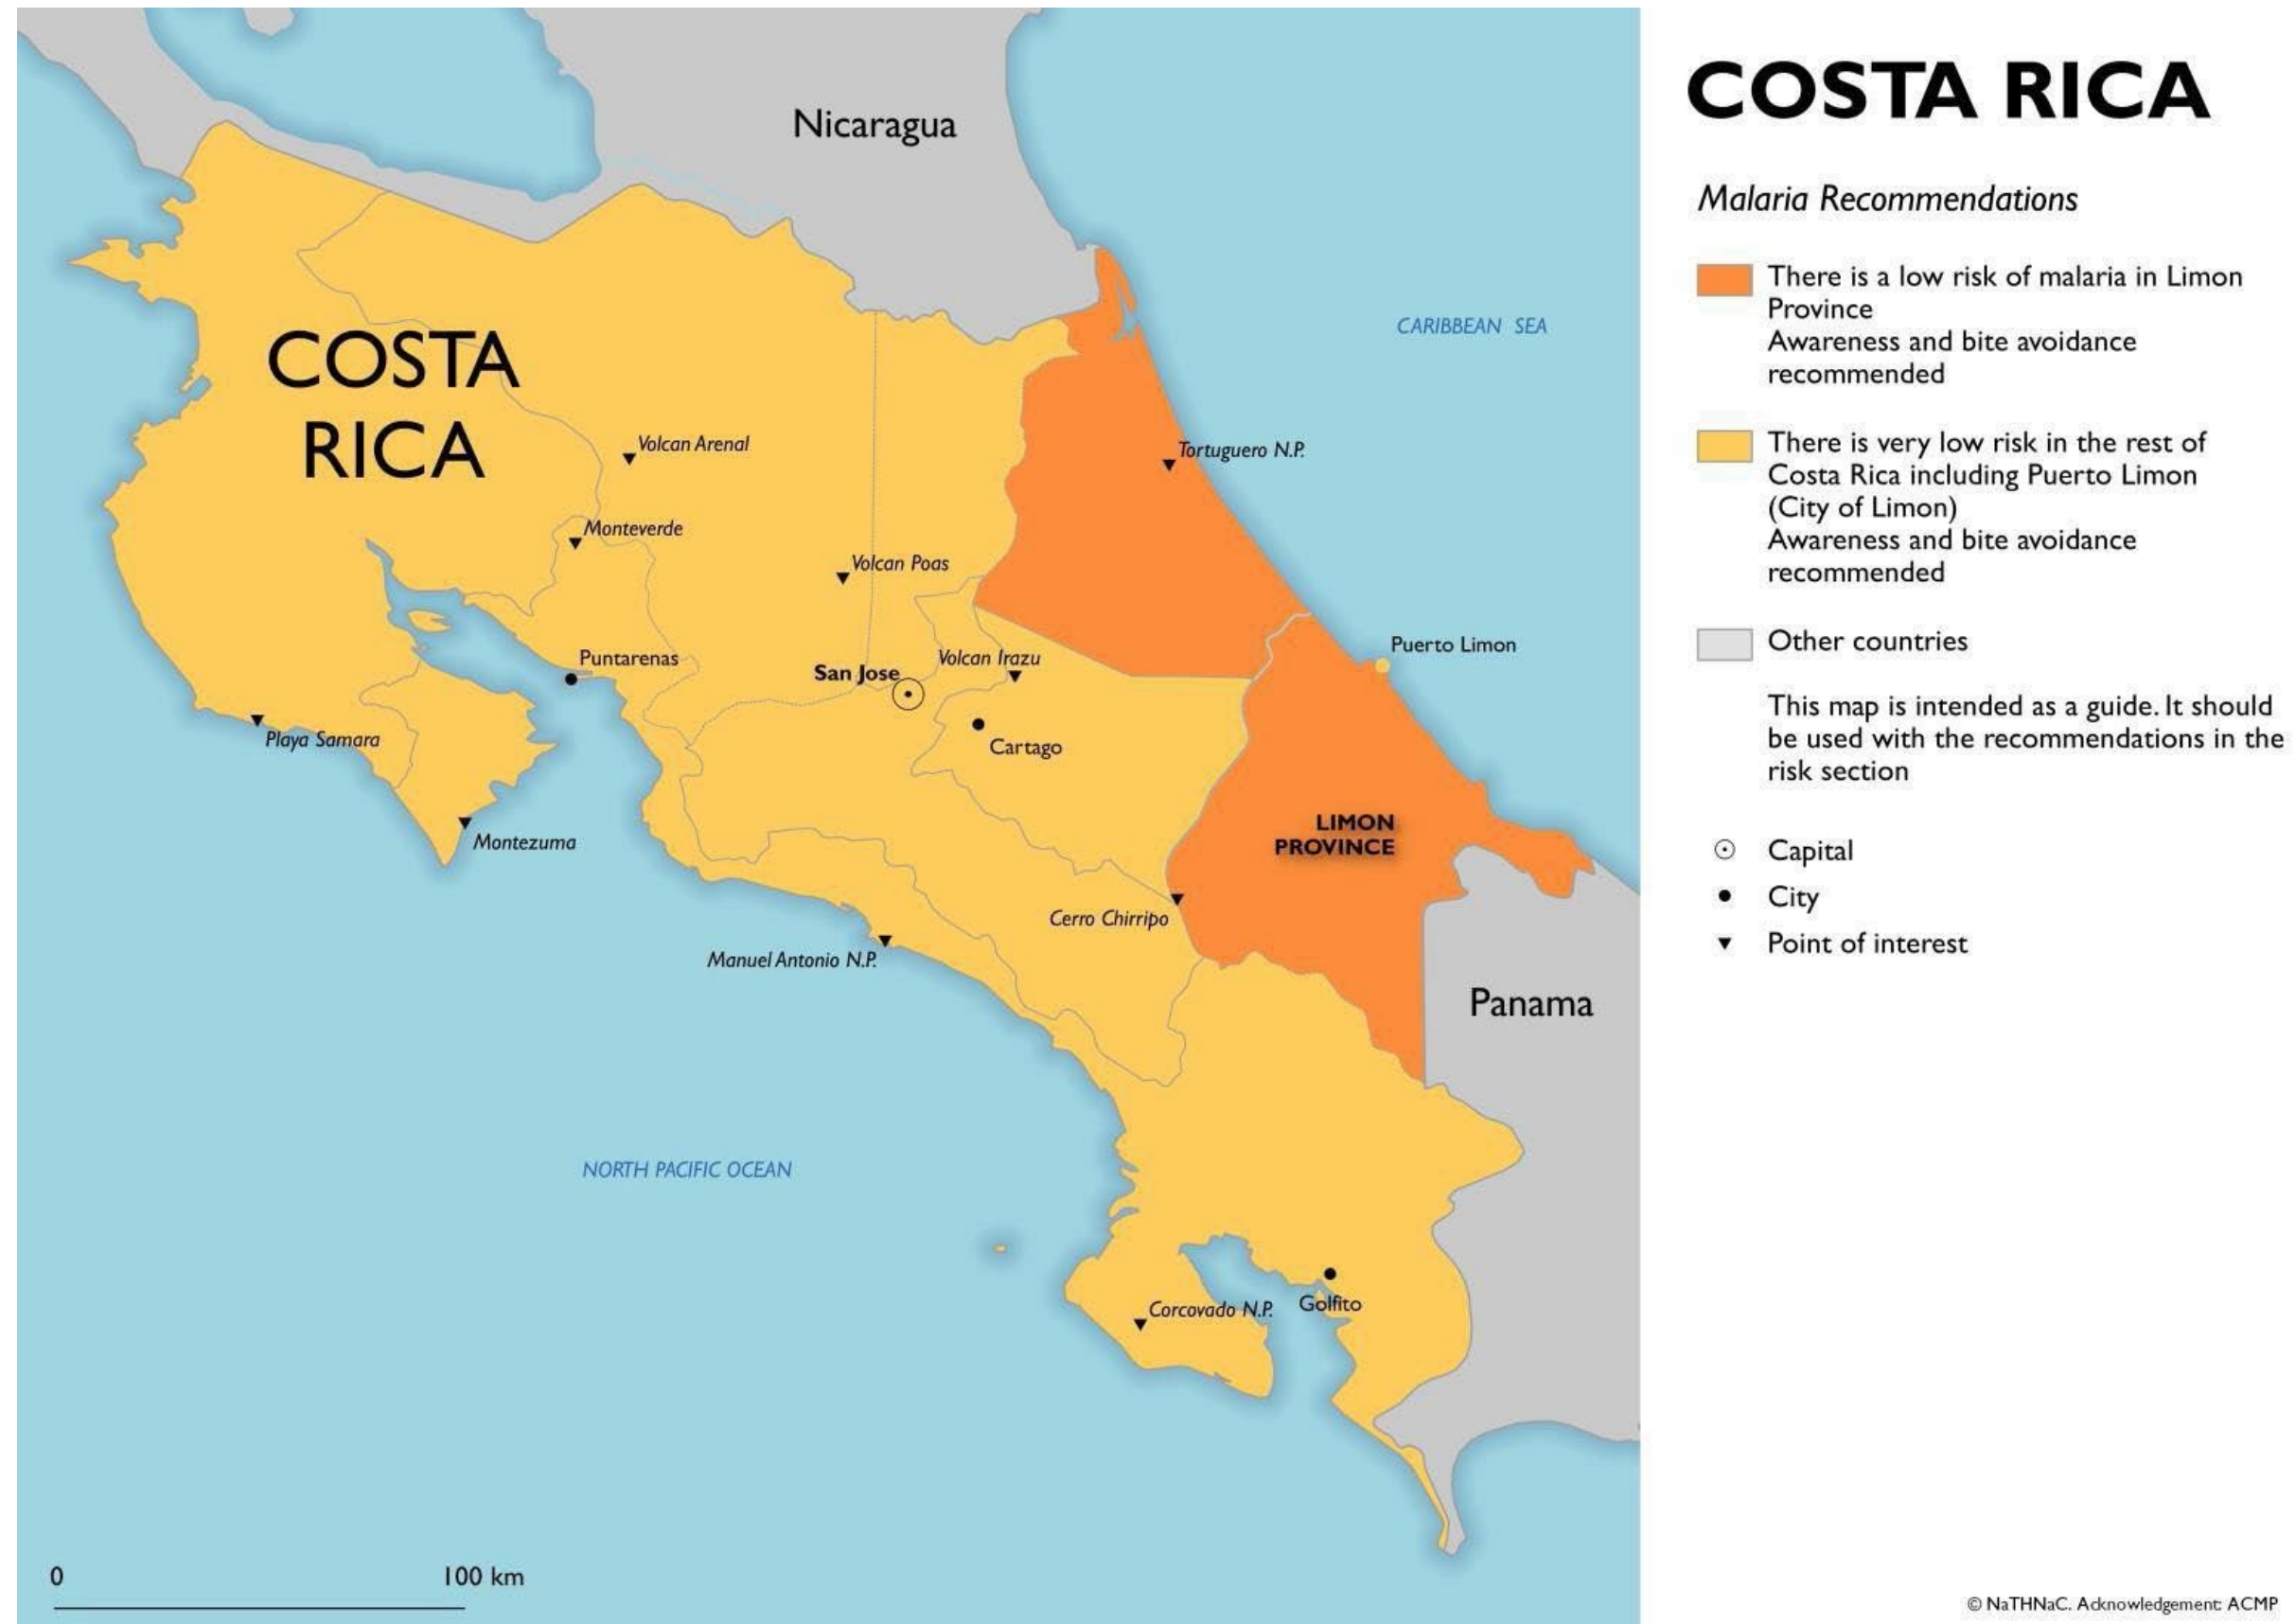 COSTA RICA
Malaria Recommendations
There is a low risk of malaria in Limon
Province
Awareness and bite avoidance
recommended
There is very low risk in the rest of
Costa Rica including Puerto Limon
(City of Limon)
Awareness and bite avoidance
recommended
Other countries
This map is intended as a guide. It should
be used with the recommendations in the
risk section
Capital
City
Point of interest
Nicaragua
CARIBBEAN SEA
COSTA
RICA
Volcan Arenal
Tortuguero N.P.
Monteverde
Volcan Poas
Puerto Limon
Puntarenas
Volcan Irazu
San Jose
Playa Samara
Cartago
LIMON
PROVINCE
Montezuma
Cerro Chirripo
Manuel Antonio N.P.
Panama
NORTH PACIFIC OCEAN
Corcovado N.P.
Golfito
0
100 km
© NaTHNaC. Acknowledgement: ACMP